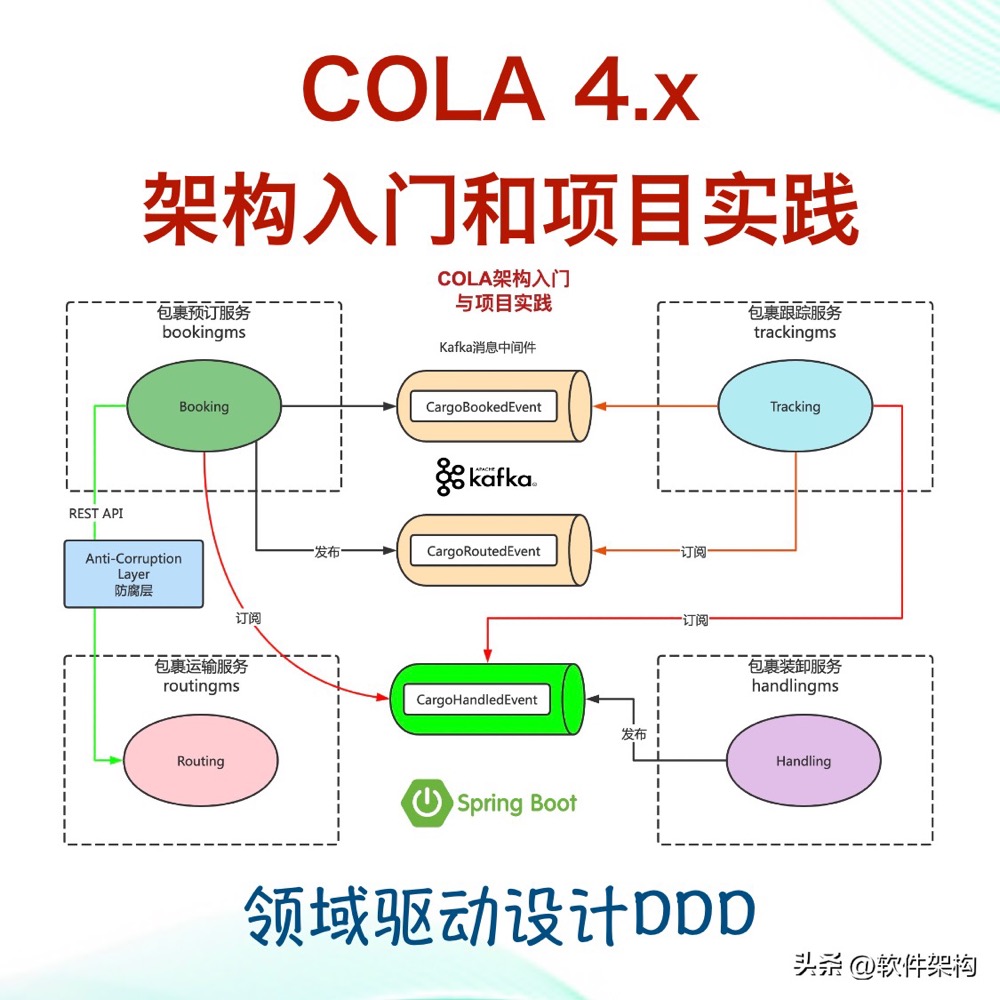 COLA 4.x
架构入门和项目实践
COLA架构入门
与项目实践
包裹预订服务
bookingms
Booking
Kafka消息中间件
CargoBookedEvent
包裹跟踪服务
trackingms
Tracking
APACHE
kafka
REST API
Anti-Corruption
Layer
防腐层
发布
CargoRoutedEvent
订阅
订阅
订阅
包裹运输服务
routingms
Routing
CargoHandledEvent
发布
包裹装卸服务
handlingms
Handling
Spring Boot
领域驱动设计DDD
头条 @软件架构